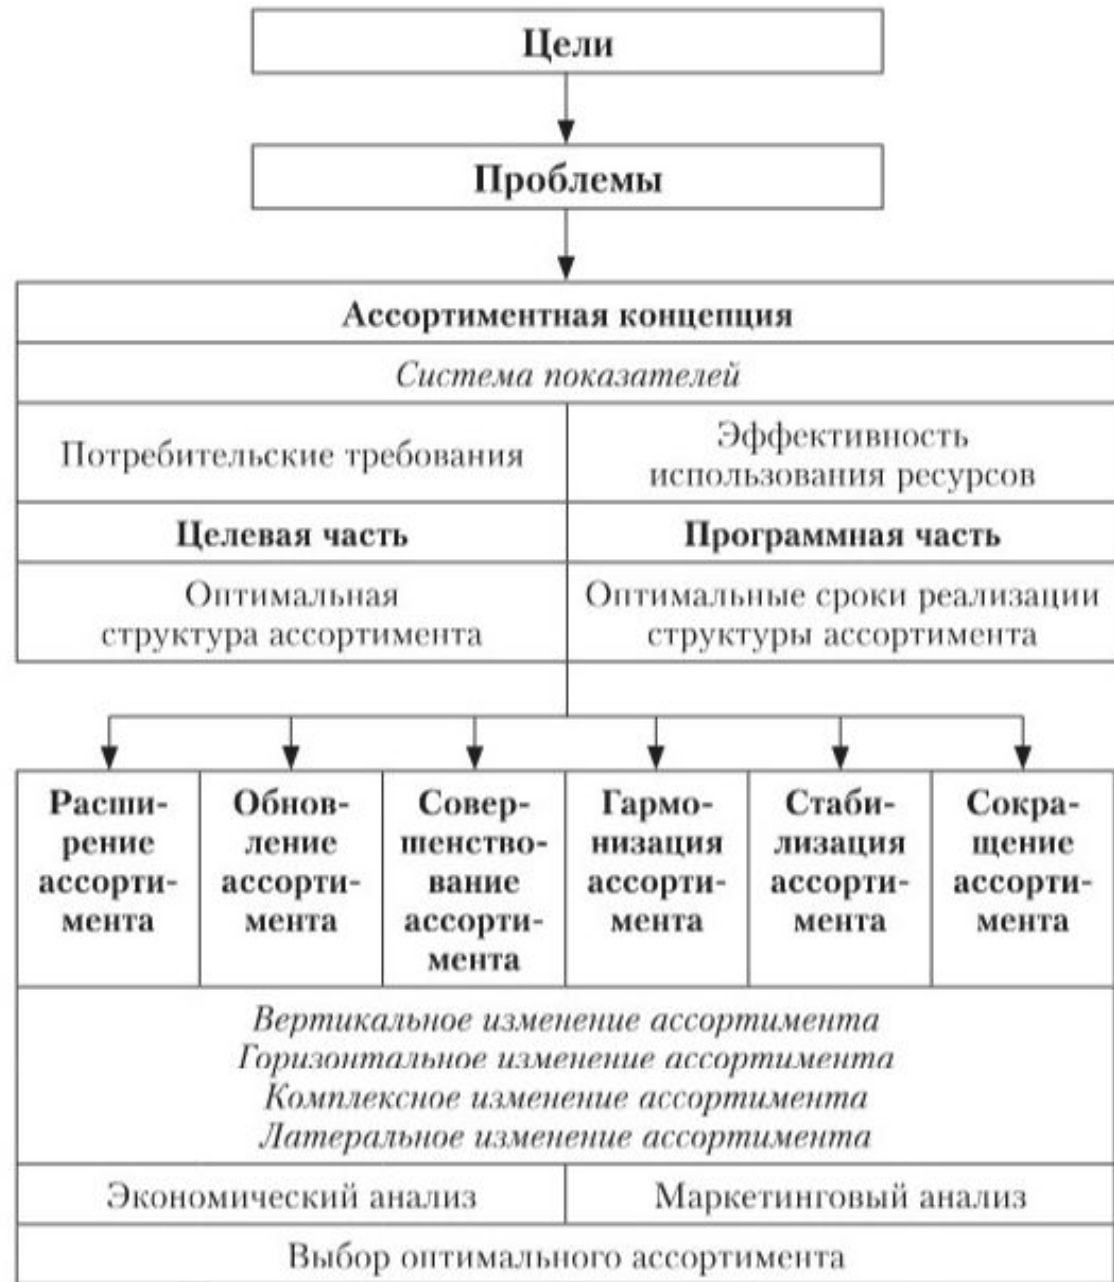 Цели
Проблемы
Ассортиментная концепция
Система показателей
Потребительские требования
Эффективность
использования ресурсов
Целевая часть
Программная часть
Оптимальная
структура ассортимента
Оптимальные сроки реализации
структуры ассортимента
Расши-
рение
ассорти-
мента
Обнов-
ление
ассорти-
мента
Совер-
шенство-
вание
ассорти-
мента
Гармо-
низация
ассорти-
мента
Стаби-
лизация
ассорти-
мента
Сокра-
щение
ассорти-
мента
Вертикальное изменение ассортимента
Горизонтальное изменение ассортимента
Комплексное изменение ассортимента
Латеральное изменение ассортимента
Экономический анализ
Маркетинговый анализ
Выбор оптимального ассортимента